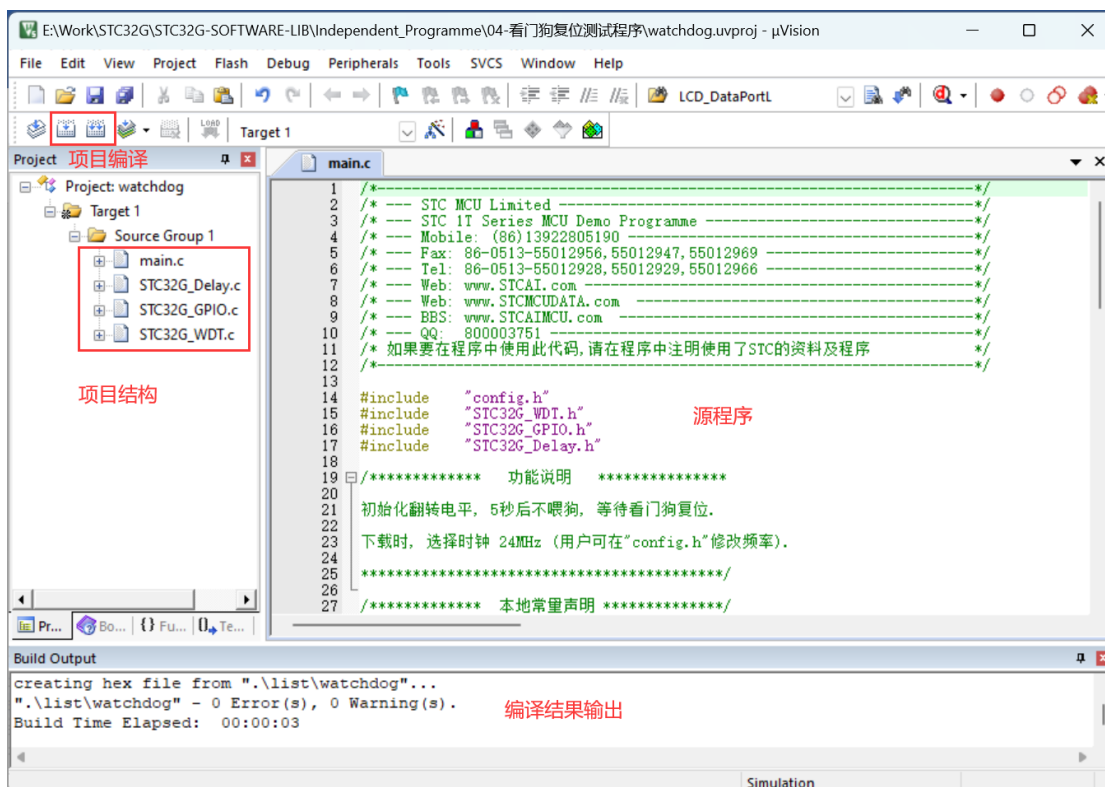 E:\Work\STC32G\STC32G-SOFTWARE-LIB\Independent_Programme\04-看门狗复位测试程序\watchdog.uvproj - µVision
File Edit View Project Flash Debug Peripherals Tools SVCS Window Help
LCD_DataPortL
LOAD
Target 1
Project 项目编译
main.c
Project: watchdog
Target 1
Source Group 1
main.c
STC32G_Delay.c
STC32G_GPIO.c
STC32G_WDT.c
项目结构
1 /*---------------------------------------------------------------------*/
2 /* --- STC MCU Limited ------------------------------------------------*/
3 /* --- STC 1T Series MCU Demo Programme -------------------------------*/
4 /* --- Mobile: (86)13922805190 ----------------------------------------*/
5 /* --- Fax: 86-0513-55012956,55012947,55012969 ------------------------*/
6 /* --- Tel: 86-0513-55012928,55012929,55012966 ------------------------*/
7 /* --- Web: www.STCAI.com ---------------------------------------------*/
8 /* --- Web: www.STCMCUDATA.com  ---------------------------------------*/
9 /* --- BBS: www.STCAIMCU.com  -----------------------------------------*/
10 /* --- QQ:  800003751 -------------------------------------------------*/
11 /* 如果要在程序中使用此代码,请在程序中注明使用了STC的资料及程序            */
12 /*---------------------------------------------------------------------*/
13
14 #include "config.h"
15 #include "STC32G_WDT.h"
16 #include "STC32G_GPIO.h"
17 #include "STC32G_Delay.h"
源程序
18
19 /************* 功能说明 ***************
20
21 初始化翻转电平, 5秒后不喂狗, 等待看门狗复位.
22
23 下载时, 选择时钟 24MHz (用户可在"config.h"修改频率).
24
25 ******************************************/
26
27 /************* 本地常量声明 **************/
Pr... Bo... {} Fu... Te...
Build Output
creating hex file from ".\list\watchdog"...
".\list\watchdog" - 0 Error(s), 0 Warning(s).
Build Time Elapsed: 00:00:03
编译结果输出
Simulation